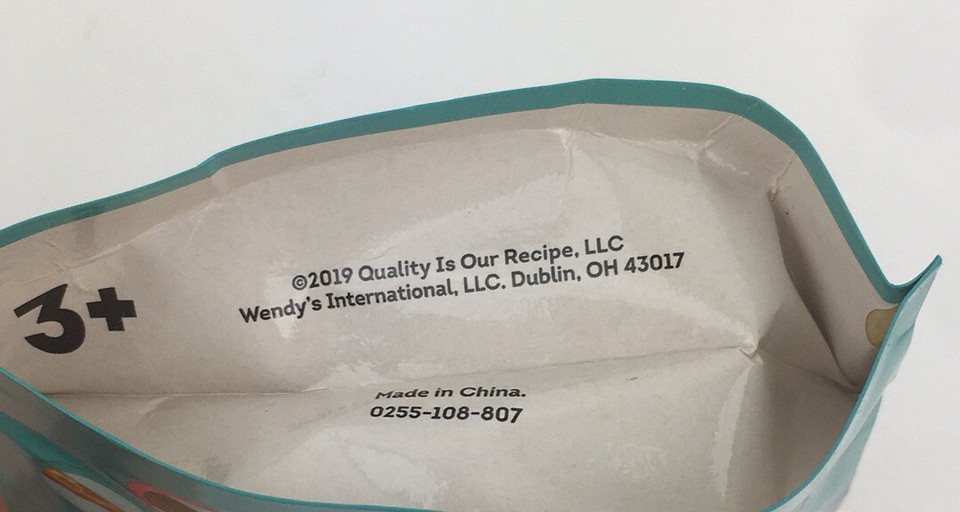 ©2019 Quality Is Our Recipe, LLC
Wendy's International, LLC. Dublin, OH 43017
3+
Made in China.
0255-108-807